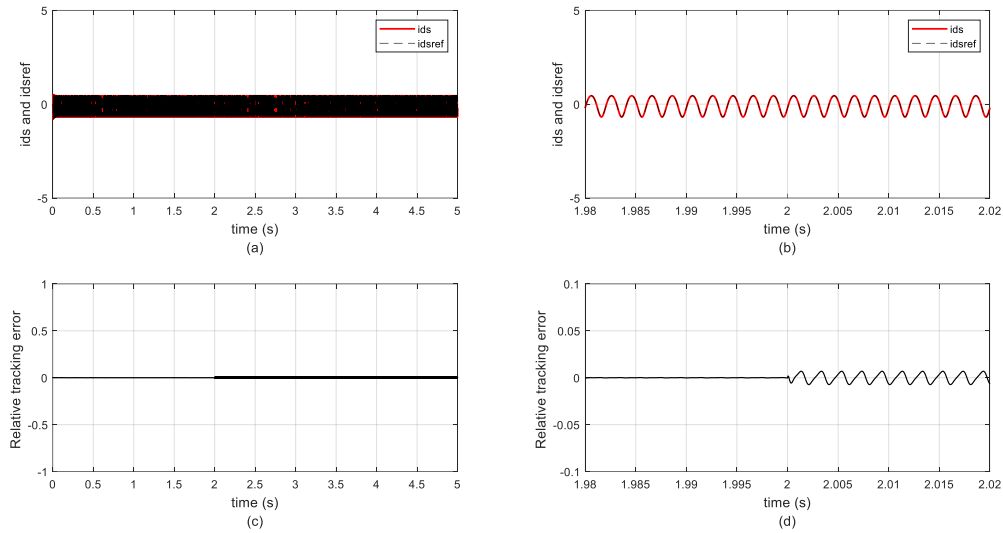 5
0
-5
ids and idsref
ids
idsref
0 0.5 1 1.5 2 2.5 3 3.5 4 4.5 5
time (s)
(a)
5
0
-5
ids and idsref
ids
idsref
1.98 1.985 1.99 1.995 2 2.005 2.01 2.015 2.02
time (s)
(b)
1
0.5
0
-0.5
-1
Relative tracking error
0 0.5 1 1.5 2 2.5 3 3.5 4 4.5 5
time (s)
(c)
0.1
0.05
0
-0.05
-0.1
Relative tracking error
1.98 1.985 1.99 1.995 2 2.005 2.01 2.015 2.02
time (s)
(d)